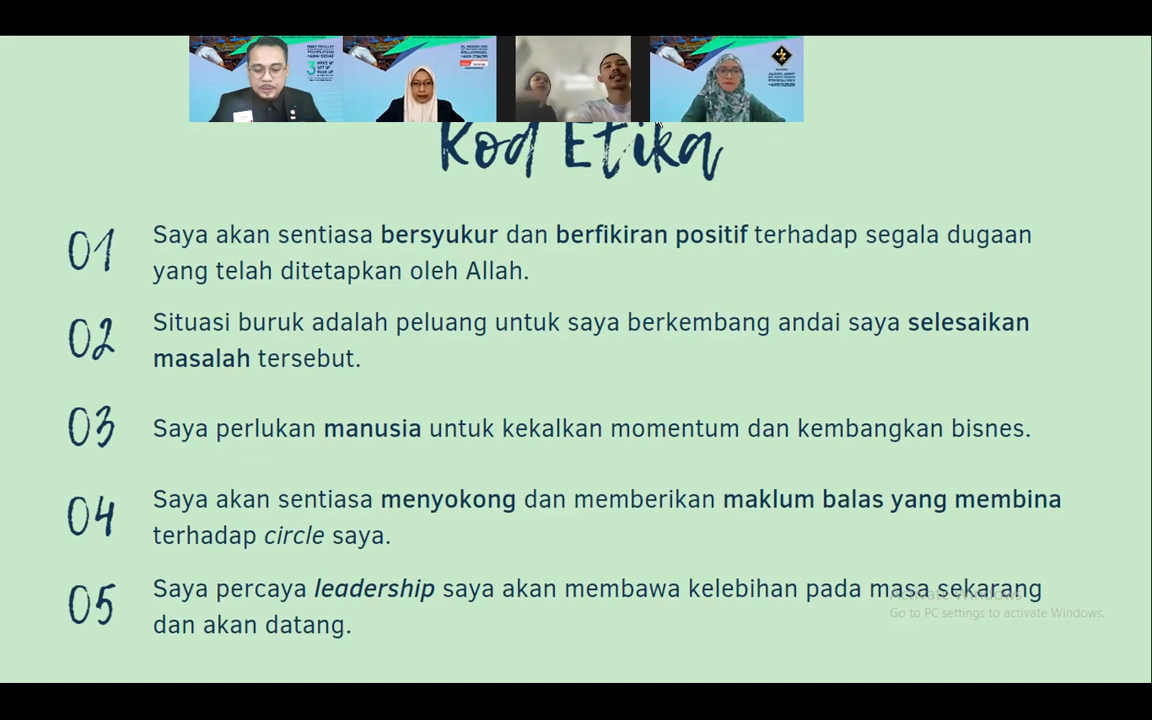 Kod Etika
01
Saya akan sentiasa bersyukur dan berfikiran positif terhadap segala dugaan
yang telah ditetapkan oleh Allah.
02
Situasi buruk adalah peluang untuk saya berkembang andai saya selesaikan
masalah tersebut.
03
Saya perlukan manusia untuk kekalkan momentum dan kembangkan bisnes.
04
Saya akan sentiasa menyokong dan memberikan maklum balas yang membina
terhadap circle saya.
05
Saya percaya leadership saya akan membawa kelebihan pada masa sekarang
dan akan datang.
Activate Windows
Go to PC settings to activate Windows.